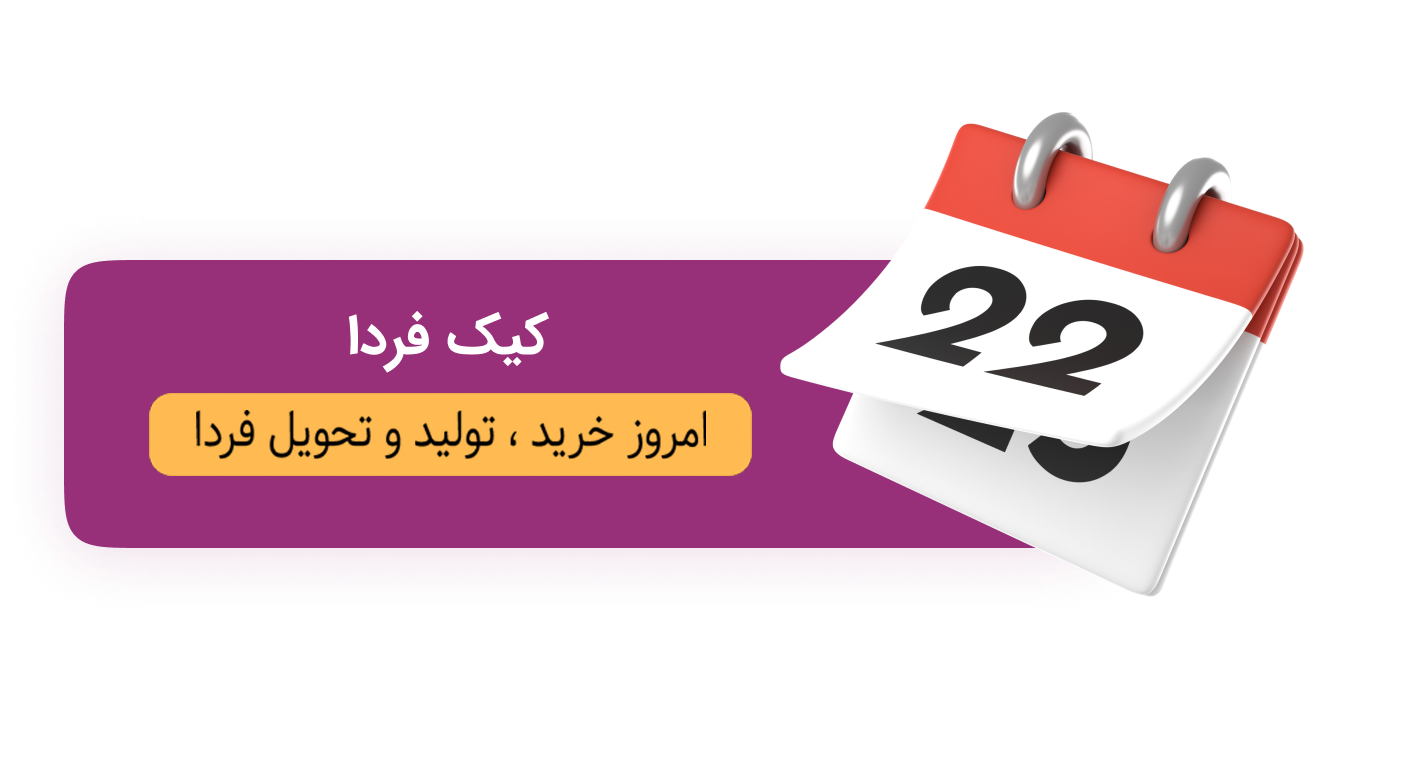 کیک فردا
امروز خرید ، تولید و تحویل فردا
22